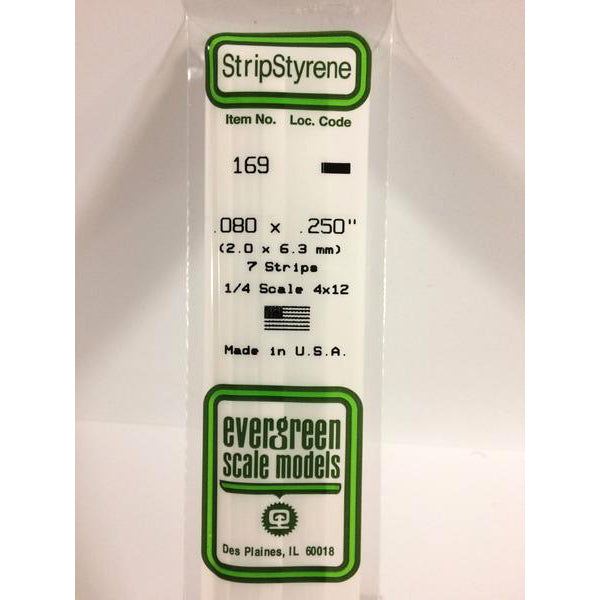 StripStyrene
Item No. Loc. Code
169
.080 x .250"
(2.0 x 6.3 mm)
7 Strips
1/4 Scale 4x12
Made in U.S.A.
evergreen
scale models
Des Plaines, IL 60018